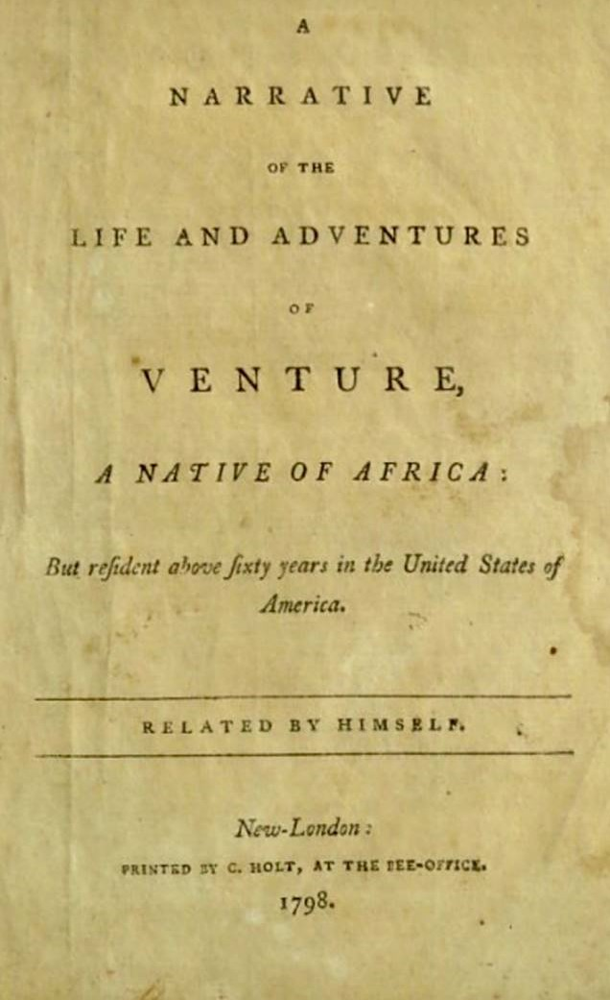 A
NARRATIVE
OF THE
LIFE AND ADVENTURES
OF
VENTURE,
A NATIVE OF AFRICA:
But reſident above ſixty years in the United States of
America.
RELATED BY HIMSELF.
New-London:
PRINTED BY C. HOLT, AT THE BEE-OFFICE.
1798.